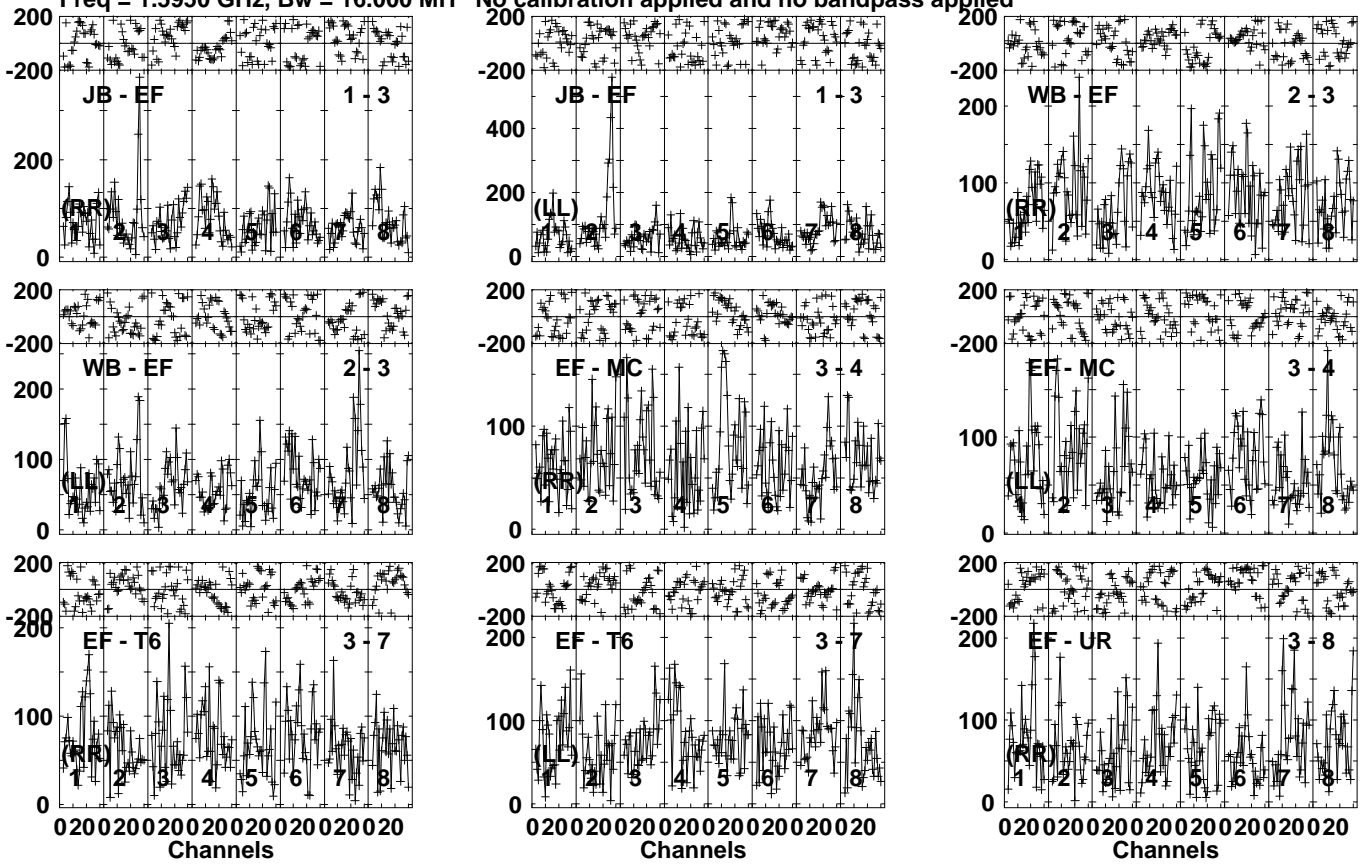 Freq = 1.5950 GHz, Bw = 16.000 MH No calibration applied and no bandpass applied
200 200 200
-200 -200 -200
JB - EF 1 - 3 JB - EF 1 - 3 WB - EF 2 - 3
200 400 200
200 100
(RR) (LL) (RR)
1 2 3 4 5 6 7 8 1 2 3 4 5 6 7 8 1 2 3 4 5 6 7 8
0 0 0
200 200 200
-200 -200 -200
WB - EF 2 - 3 EF - MC 3 - 4 EF - MC 3 - 4
200 100 100
100
(LL) (RR) (LL)
1 2 3 4 5 6 7 8 1 2 3 4 5 6 7 8 1 2 3 4 5 6 7 8
0 0 0
200 200 200
-200 -200 -200
200 200 200
EF - T6 3 - 7 EF - T6 3 - 7 EF - UR 3 - 8
100 100 100
(RR) (LL) (RR)
1 2 3 4 5 6 7 8 1 2 3 4 5 6 7 8 1 2 3 4 5 6 7 8
0 0 0
0 20 0 20 0 20 0 20 0 20 0 20 0 20 0 20 0 20 0 20 0 20 0 20 0 20 0 20 0 20 0 20 0 20 0 20 0 20 0 20 0 20 0 20 0 20 0 20
Channels Channels Channels